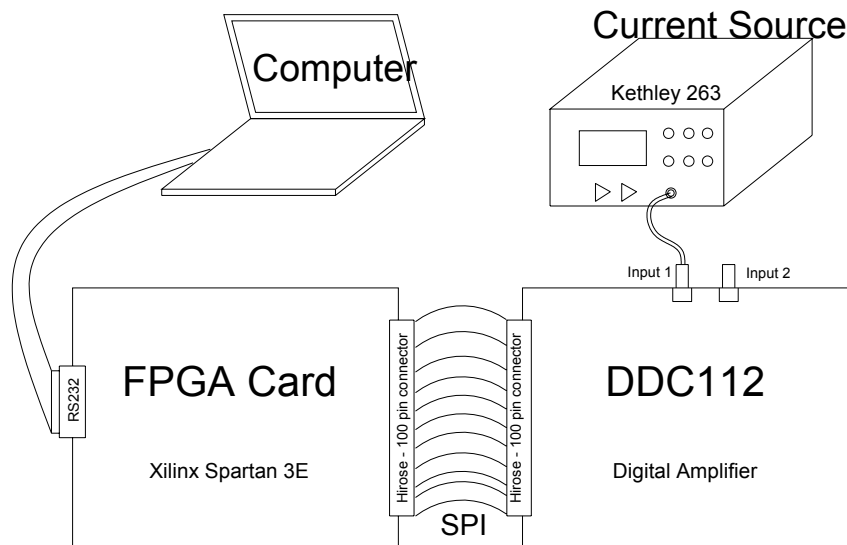 Current Source
Computer
Kethley 263
Input 1
Input 2
FPGA Card
DDC112
RS232
Hirose - 100 pin connector
Hirose - 100 pin connector
Xilinx Spartan 3E
Digital Amplifier
SPI